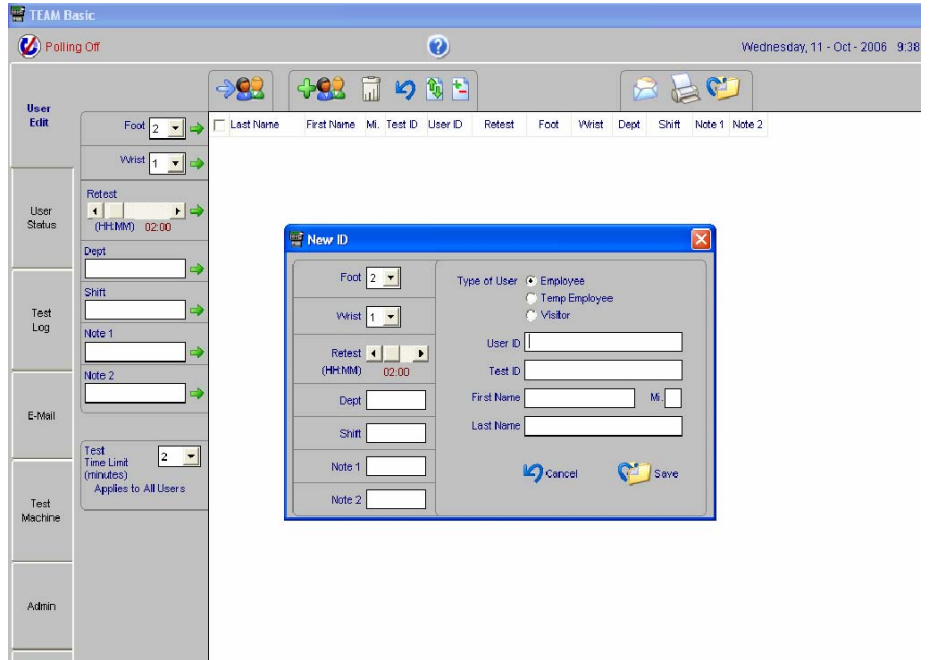 TEAM Basic
Polling Off
Wednesday, 11 - Oct - 2006 9:38
User
Edit
User
Status
Test
Log
E-Mail
Test
Machine
Admin
Foot 2
Wrist 1
Retest
(HH:MM) 02:00
Dept
Shift
Note 1
Note 2
Test
Time Limit
(minutes)
2
Applies to All Users
Last Name First Name Mi. Test ID User ID Retest Foot Wrist Dept Shift Note 1 Note 2
New ID
Foot 2
Wrist 1
Retest
(HH:MM) 02:00
Dept
Shift
Note 1
Note 2
Type of User Employee
Temp Employee
Visitor
User ID
Test ID
First Name Mi.
Last Name
Cancel Save